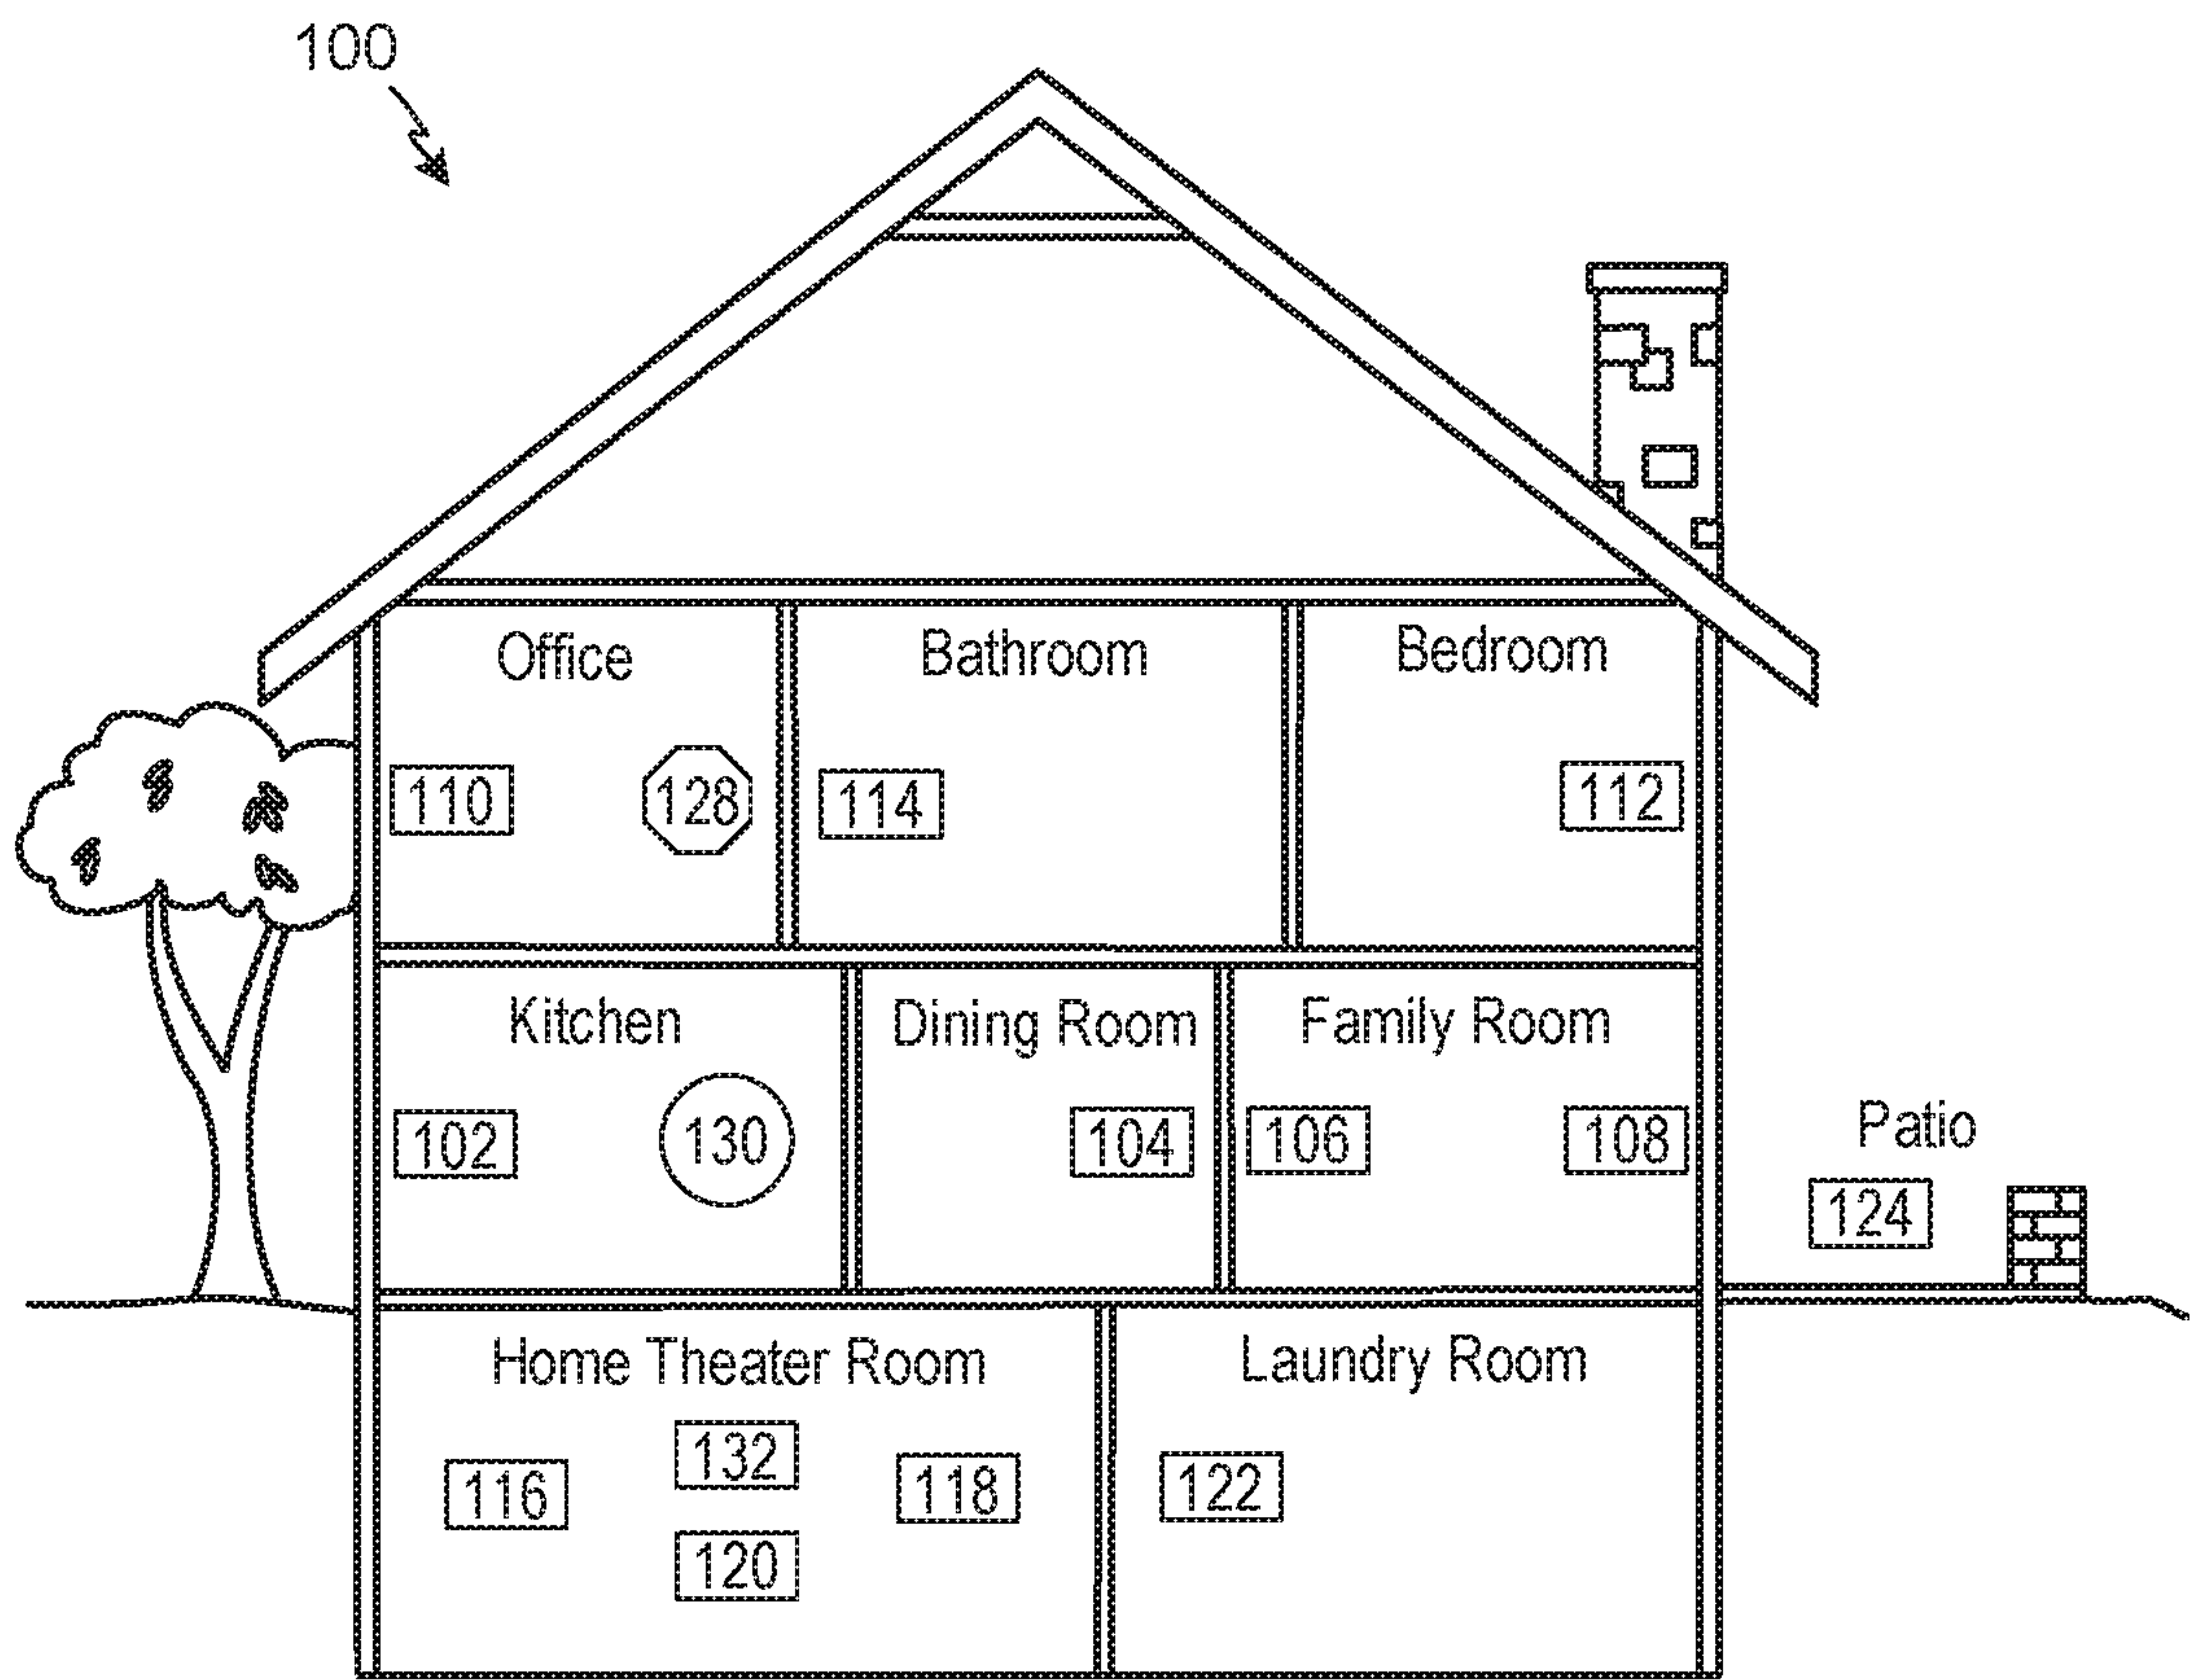 100
Office
Bathroom
Bedroom
110
128
114
112
Kitchen
Dining Room
Family Room
102
130
104
106
108
Patio
124
Home Theater Room
Laundry Room
116
132
118
120
122